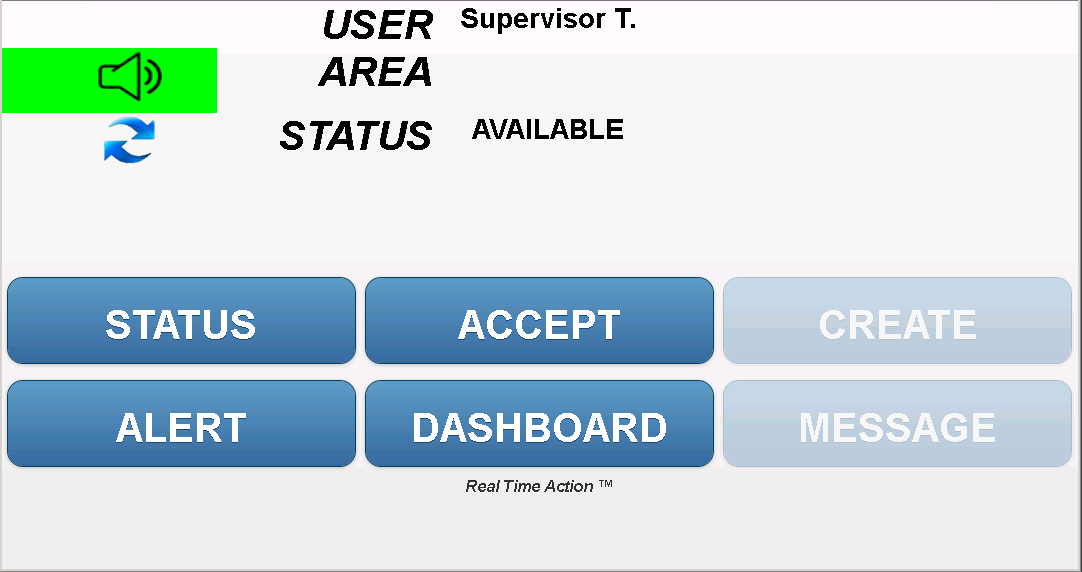 USER Supervisor T.
AREA
STATUS AVAILABLE
STATUS ACCEPT CREATE
ALERT DASHBOARD MESSAGE
Real Time Action ™